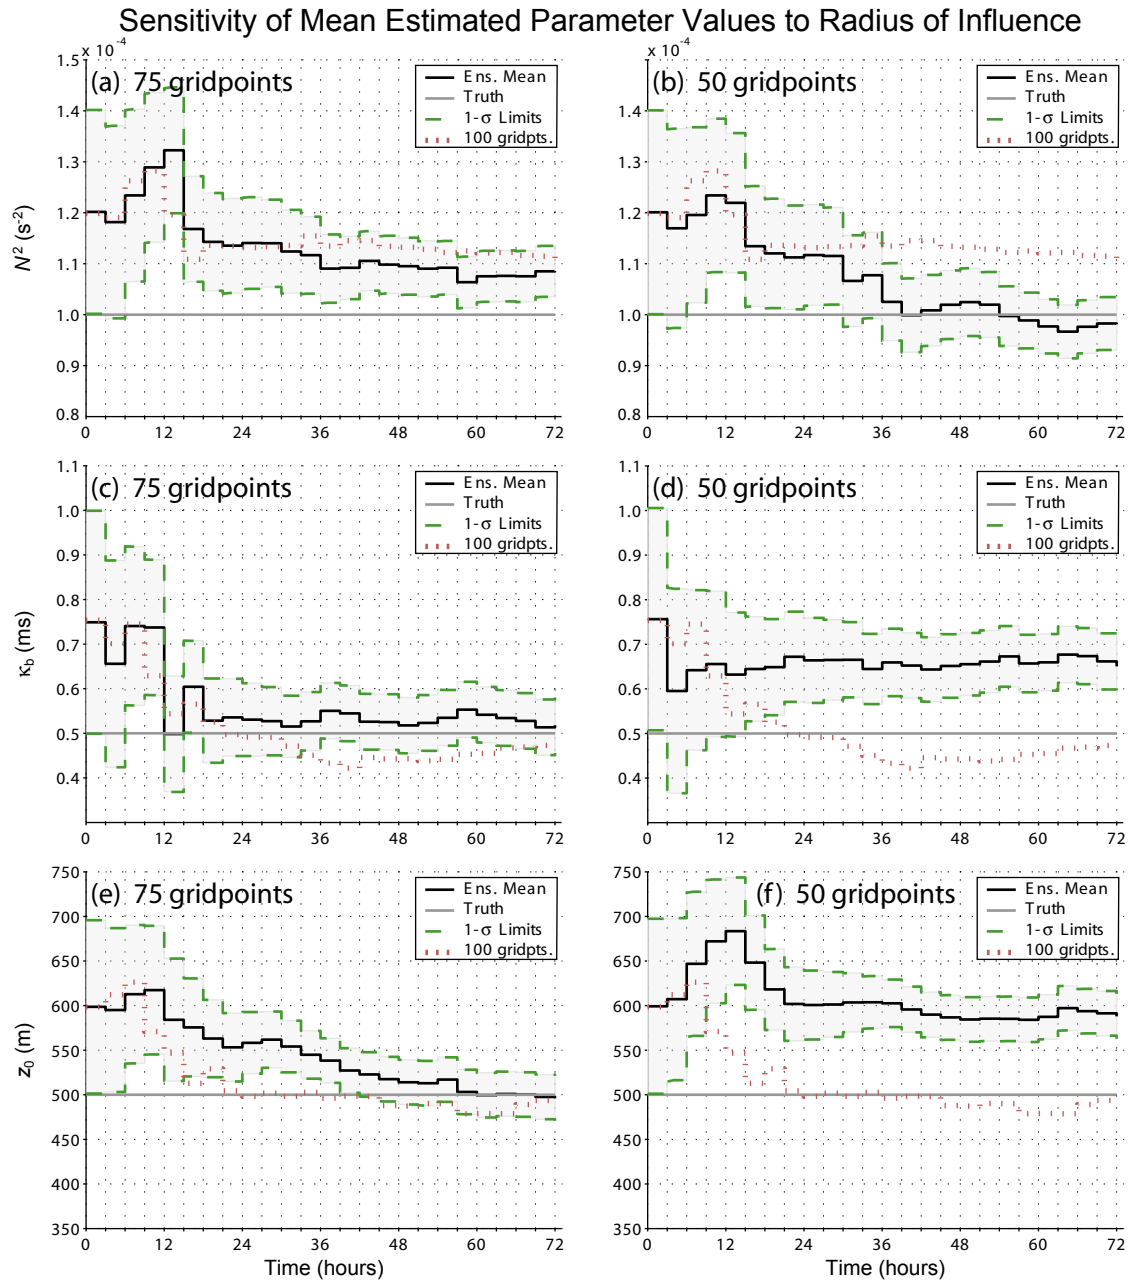 Sensitivity of Mean Estimated Parameter Values to Radius of Influence
x 10⁻⁴
(a) 75 gridpoints
Ens. Mean
Truth
1-σ Limits
100 gridpts.
1.5
1.4
1.3
1.2
1.1
1.0
0.9
0.8
N² (s⁻²)
0 12 24 36 48 60 72
x 10⁻⁴
(b) 50 gridpoints
Ens. Mean
Truth
1-σ Limits
100 gridpts.
1.5
1.4
1.3
1.2
1.1
1.0
0.9
0.8
0 12 24 36 48 60 72
(c) 75 gridpoints
Ens. Mean
Truth
1-σ Limits
100 gridpts.
1.1
1.0
0.9
0.8
0.7
0.6
0.5
0.4
κb (ms)
0 12 24 36 48 60 72
(d) 50 gridpoints
Ens. Mean
Truth
1-σ Limits
100 gridpts.
1.1
1.0
0.9
0.8
0.7
0.6
0.5
0.4
0 12 24 36 48 60 72
(e) 75 gridpoints
Ens. Mean
Truth
1-σ Limits
100 gridpts.
750
700
650
600
550
500
450
400
350
z₀ (m)
0 12 24 36 48 60 72
Time (hours)
(f) 50 gridpoints
Ens. Mean
Truth
1-σ Limits
100 gridpts.
750
700
650
600
550
500
450
400
350
0 12 24 36 48 60 72
Time (hours)